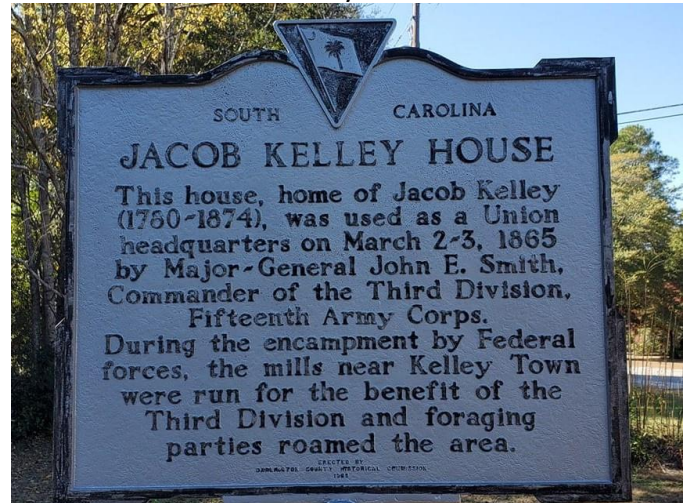 SOUTH CAROLINA
JACOB KELLEY HOUSE
This house, home of Jacob Kelley
(1780-1874), was used as a Union
headquarters on March 2-3, 1865
by Major-General John E. Smith,
Commander of the Third Division,
Fifteenth Army Corps.
During the encampment by Federal
forces, the mills near Kelley Town
were run for the benefit of the
Third Division and foraging
parties roamed the area.
ERECTED BY
DARLINGTON COUNTY HISTORICAL COMMISSION